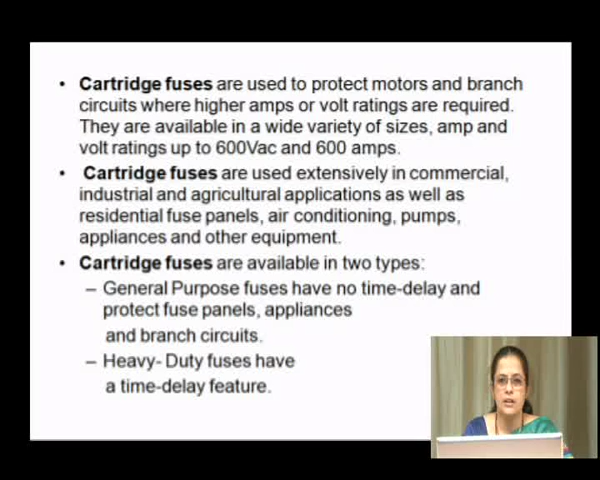 • Cartridge fuses are used to protect motors and branch
circuits where higher amps or volt ratings are required.
They are available in a wide variety of sizes, amp and
volt ratings up to 600Vac and 600 amps.
• Cartridge fuses are used extensively in commercial,
industrial and agricultural applications as well as
residential fuse panels, air conditioning, pumps,
appliances and other equipment.
• Cartridge fuses are available in two types:
– General Purpose fuses have no time-delay and
protect fuse panels, appliances
and branch circuits.
– Heavy- Duty fuses have
a time-delay feature.